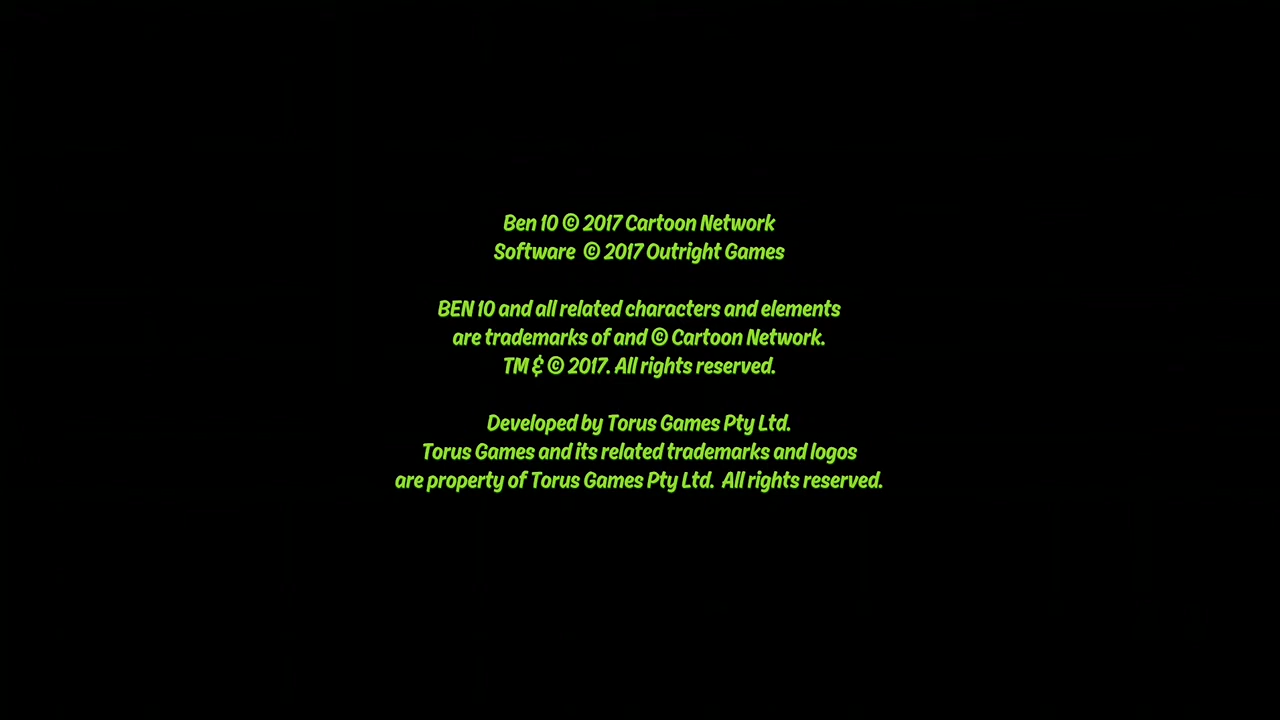 Ben 10 © 2017 Cartoon Network
Software © 2017 Outright Games
BEN 10 and all related characters and elements
are trademarks of and © Cartoon Network.
TM & © 2017. All rights reserved.
Developed by Torus Games Pty Ltd.
Torus Games and its related trademarks and logos
are property of Torus Games Pty Ltd. All rights reserved.